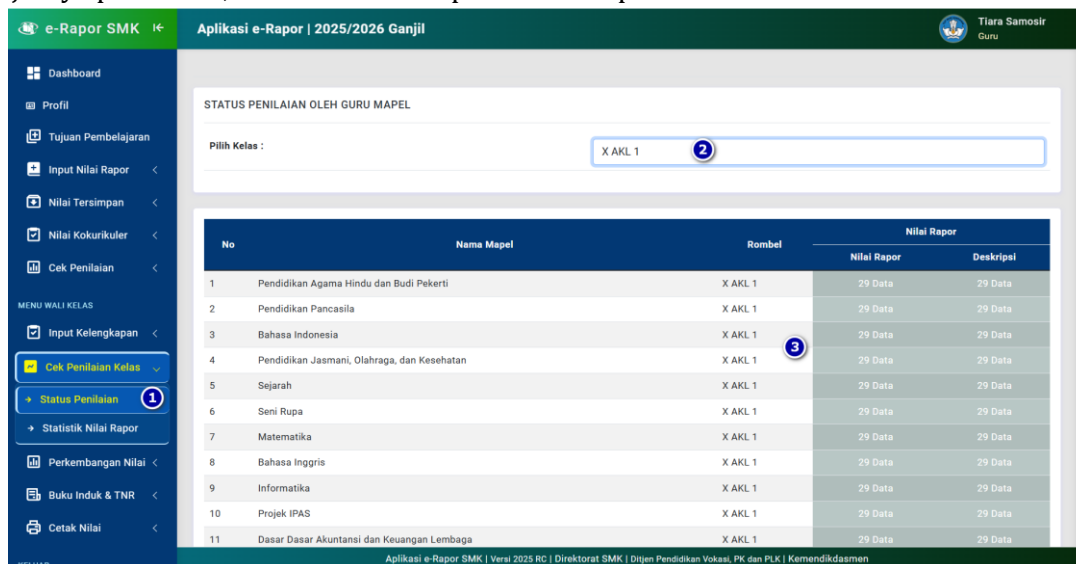 e-Rapor SMK
Aplikasi e-Rapor | 2025/2026 Ganjil
Tiara Samosir
Guru
Dashboard
Profil
Tujuan Pembelajaran
Input Nilai Rapor
Nilai Tersimpan
Nilai Kokurikuler
Cek Penilaian
MENU WALI KELAS
Input Kelengkapan
Cek Penilaian Kelas
Status Penilaian 1
Statistik Nilai Rapor
Perkembangan Nilai
Buku Induk & TNR
Cetak Nilai
STATUS PENILAIAN OLEH GURU MAPEL
Pilih Kelas : X AKL 1 2
No Nama Mapel Rombel Nilai Rapor
Nilai Rapor Deskripsi
1 Pendidikan Agama Hindu dan Budi Pekerti X AKL 1 29 Data 29 Data
2 Pendidikan Pancasila X AKL 1 29 Data 29 Data
3 Bahasa Indonesia X AKL 1 29 Data 29 Data
3
4 Pendidikan Jasmani, Olahraga, dan Kesehatan X AKL 1 29 Data 29 Data
5 Sejarah X AKL 1 29 Data 29 Data
6 Seni Rupa X AKL 1 29 Data 29 Data
7 Matematika X AKL 1 29 Data 29 Data
8 Bahasa Inggris X AKL 1 29 Data 29 Data
9 Informatika X AKL 1 29 Data 29 Data
10 Projek IPAS X AKL 1 29 Data 29 Data
11 Dasar Dasar Akuntansi dan Keuangan Lembaga X AKL 1 29 Data 29 Data
Aplikasi e-Rapor SMK | Versi 2025 RC | Direktorat SMK | Ditjen Pendidikan Vokasi, PK dan PLK | Kemendikdasmen